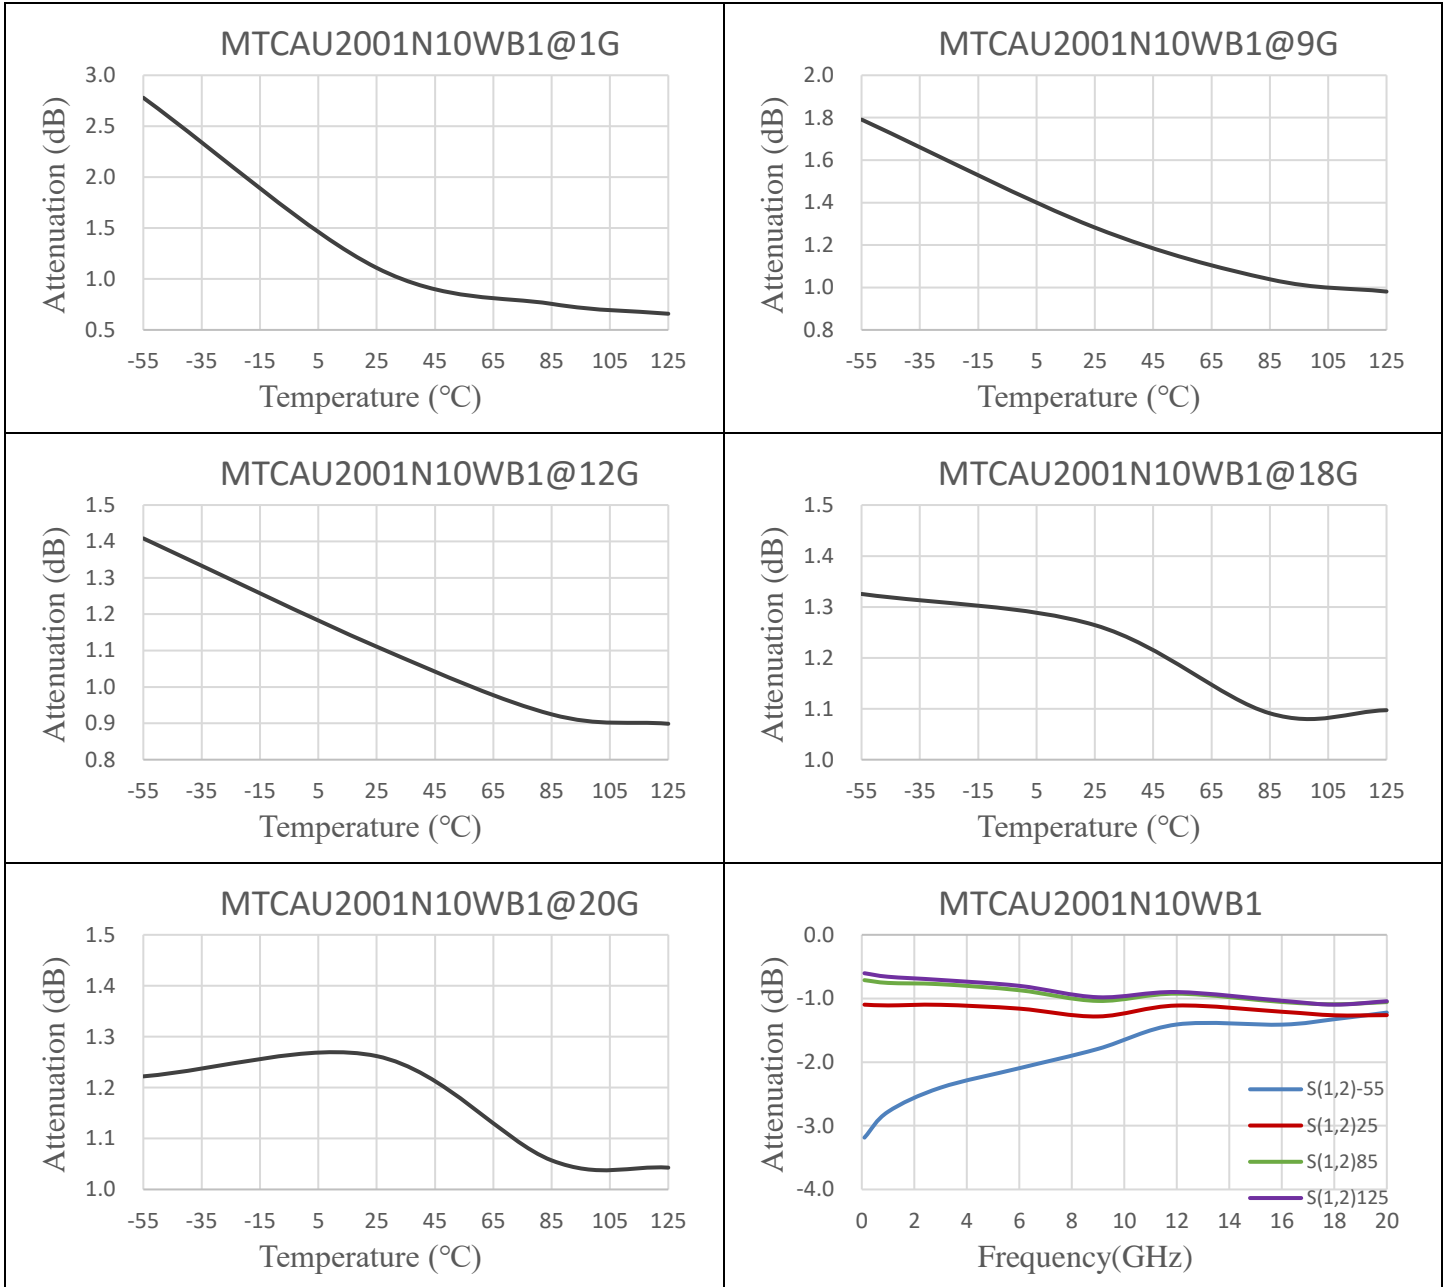 MTCAU2001N10WB1@1G
Attenuation (dB)
3.0
2.5
2.0
1.5
1.0
0.5
-55 -35 -15 5 25 45 65 85 105 125
Temperature (℃)
MTCAU2001N10WB1@9G
Attenuation (dB)
2.0
1.8
1.6
1.4
1.2
1.0
0.8
-55 -35 -15 5 25 45 65 85 105 125
Temperature (℃)
MTCAU2001N10WB1@12G
Attenuation (dB)
1.5
1.4
1.3
1.2
1.1
1.0
0.9
0.8
-55 -35 -15 5 25 45 65 85 105 125
Temperature (℃)
MTCAU2001N10WB1@18G
Attenuation (dB)
1.5
1.4
1.3
1.2
1.1
1.0
-55 -35 -15 5 25 45 65 85 105 125
Temperature (℃)
MTCAU2001N10WB1@20G
Attenuation (dB)
1.5
1.4
1.3
1.2
1.1
1.0
-55 -35 -15 5 25 45 65 85 105 125
Temperature (℃)
MTCAU2001N10WB1
Attenuation (dB)
0.0
-1.0
-2.0
-3.0
-4.0
S(1,2)-55
S(1,2)25
S(1,2)85
S(1,2)125
0 2 4 6 8 10 12 14 16 18 20
Frequency(GHz)